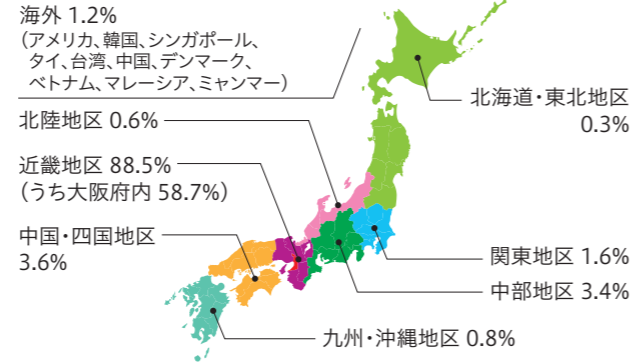 海外 1.2%
（アメリカ、韓国、シンガポール、
タイ、台湾、中国、デンマーク、
ベトナム、マレーシア、ミャンマー）
北海道・東北地区
0.3%
北陸地区 0.6%
近畿地区 88.5%
（うち大阪府内 58.7%）
中国・四国地区
3.6%
関東地区 1.6%
中部地区 3.4%
九州・沖縄地区 0.8%